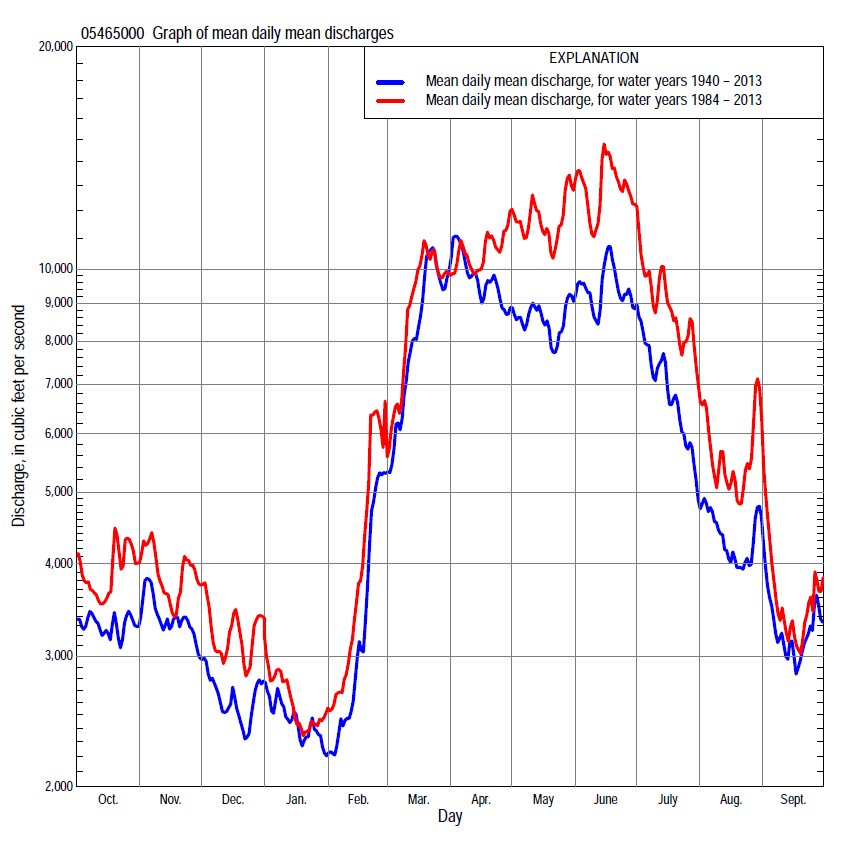 05465000 Graph of mean daily mean discharges
EXPLANATION
Mean daily mean discharge, for water years 1940 – 2013
Mean daily mean discharge, for water years 1984 – 2013
20,000
10,000
9,000
8,000
7,000
6,000
5,000
4,000
3,000
2,000
Discharge, in cubic feet per second
Oct. Nov. Dec. Jan. Feb. Mar. Apr. May June July Aug. Sept.
Day